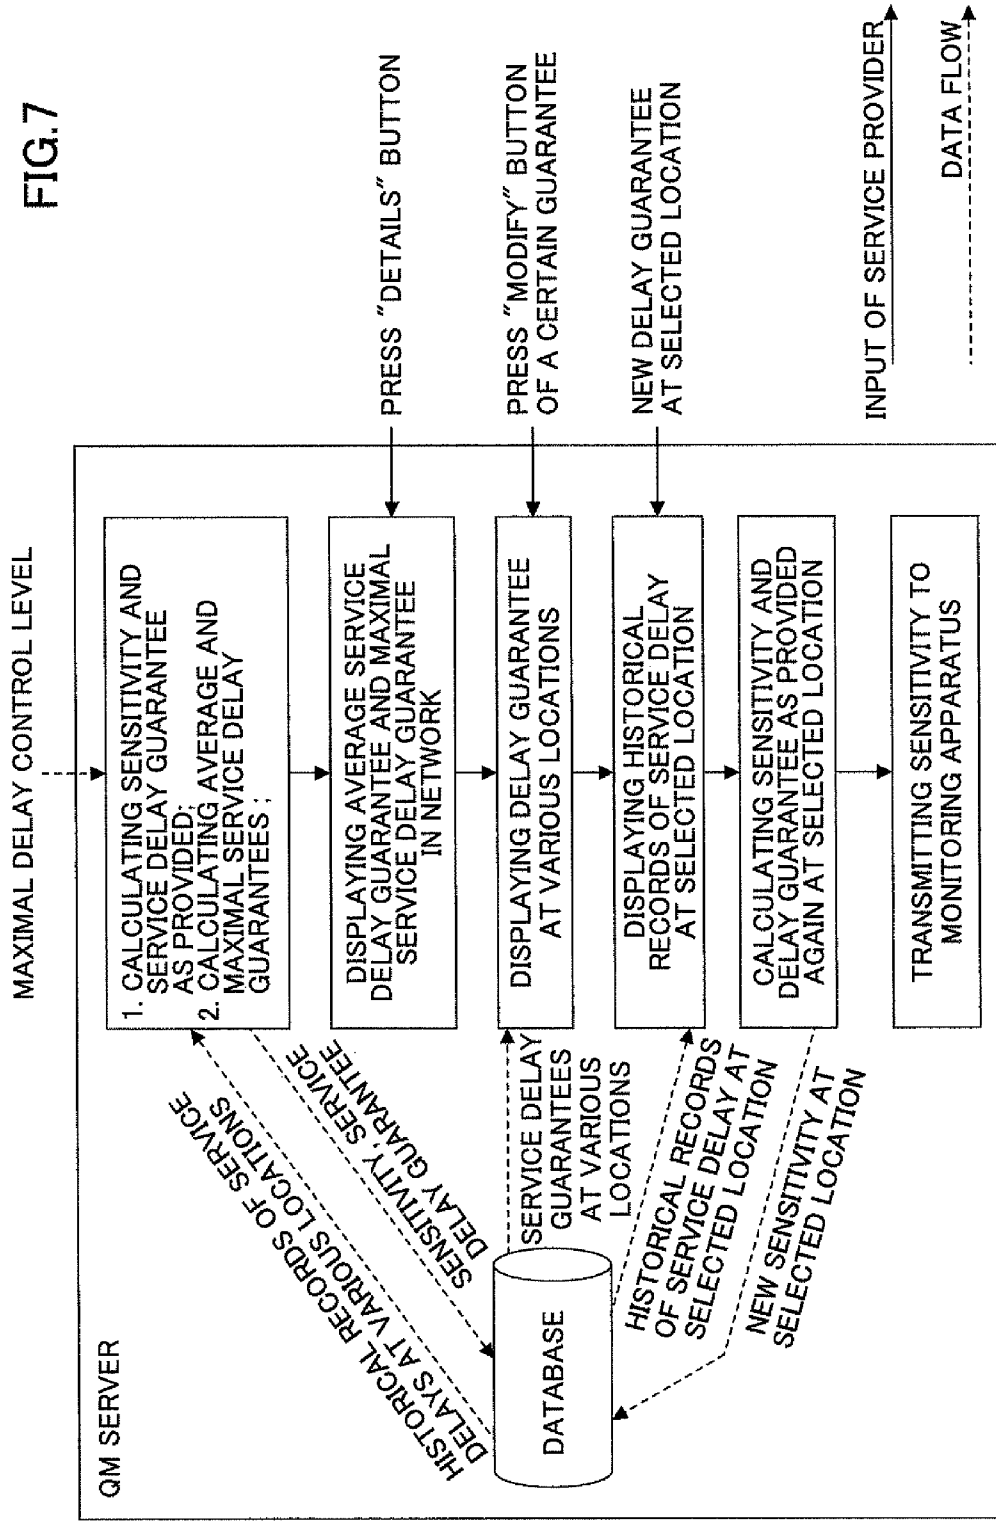 FIG.7
MAXIMAL DELAY CONTROL LEVEL
QM SERVER
1. CALCULATING SENSITIVITY AND
SERVICE DELAY GUARANTEE
AS PROVIDED;
2. CALCULATING AVERAGE AND
MAXIMAL SERVICE DELAY
GUARANTEES ;
HISTORICAL RECORDS OF SERVICE
DELAYS AT VARIOUS LOCATIONS
SENSITIVITY, SERVICE
DELAY GUARANTEE
DISPLAYING AVERAGE SERVICE
DELAY GUARANTEE AND MAXIMAL
SERVICE DELAY GUARANTEE
IN NETWORK
PRESS "DETAILS" BUTTON
DATABASE
SERVICE DELAY
GUARANTEES
AT VARIOUS
LOCATIONS
DISPLAYING DELAY GUARANTEE
AT VARIOUS LOCATIONS
PRESS "MODIFY" BUTTON
OF A CERTAIN GUARANTEE
HISTORICAL RECORDS
OF SERVICE DELAY AT
SELECTED LOCATION
DISPLAYING HISTORICAL
RECORDS OF SERVICE DELAY
AT SELECTED LOCATION
NEW DELAY GUARANTEE
AT SELECTED LOCATION
NEW SENSITIVITY AT
SELECTED LOCATION
CALCULATING SENSITIVITY AND
DELAY GUARANTEE AS PROVIDED
AGAIN AT SELECTED LOCATION
TRANSMITTING SENSITIVITY TO
MONITORING APPARATUS
INPUT OF SERVICE PROVIDER
DATA FLOW